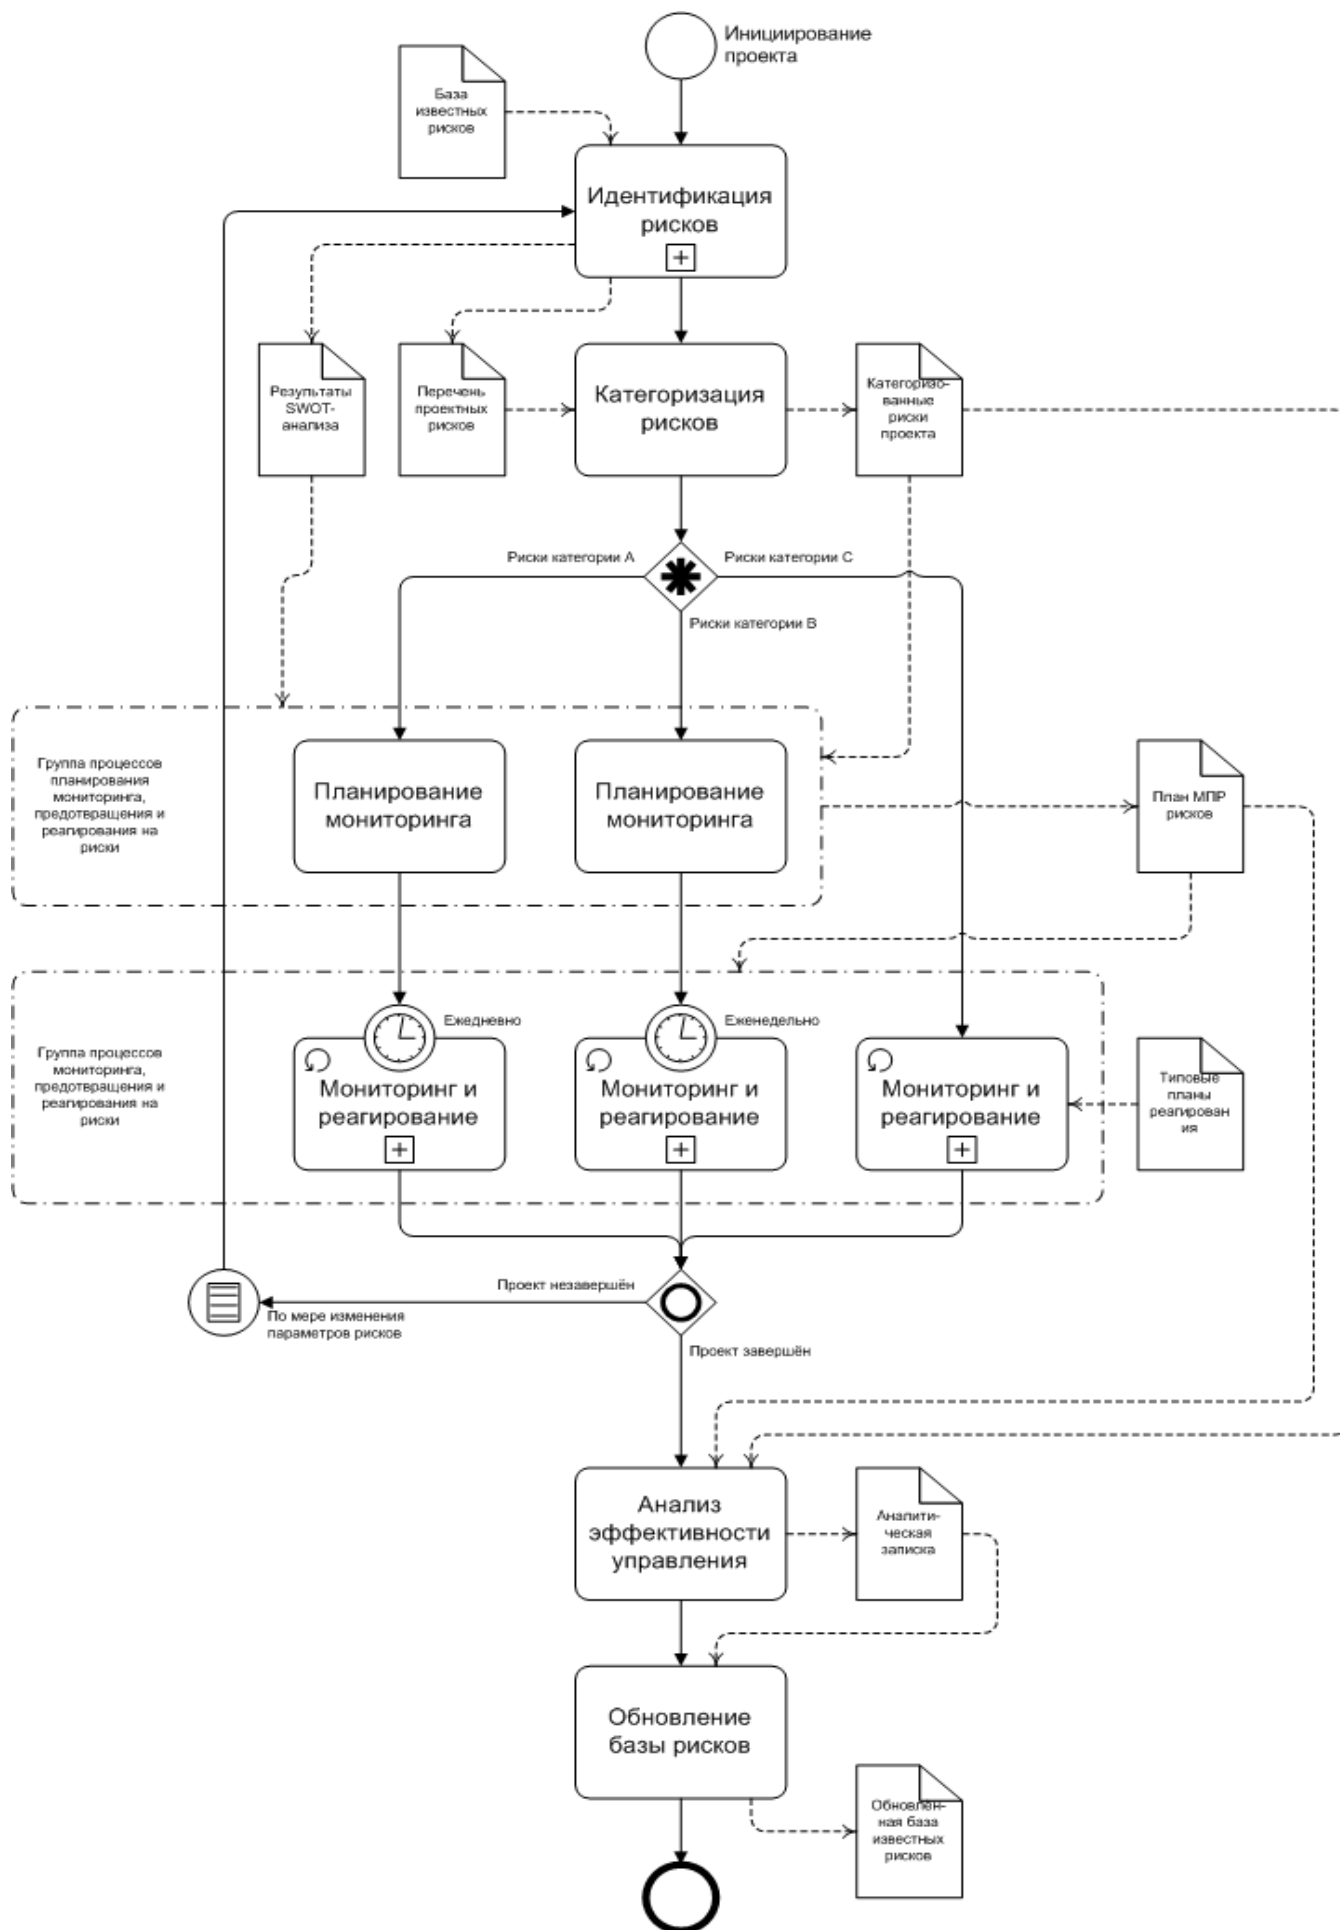 Инициирование
проекта
База
известных
рисков
Идентификация
рисков
Результаты
SWOT-
анализа
Перечень
проектных
рисков
Категоризация
рисков
Категоризо-
ванные
риски
проекта
Риски категории A
Риски категории C
Риски категории B
Группа процессов
планирования
мониторинга,
предотвращения и
реагирования на
риски
Планирование
мониторинга
Планирование
мониторинга
План МПР
рисков
Ежедневно
Еженедельно
Группа процессов
мониторинга,
предотвращения и
реагирования на
риски
Мониторинг и
реагирование
Мониторинг и
реагирование
Мониторинг и
реагирование
Типовые
планы
реагирован
ия
Проект незавершён
По мере изменения
параметров рисков
Проект завершён
Анализ
эффективности
управления
Аналити-
ческая
записка
Обновление
базы рисков
Обновлён-
ная база
известных
рисков